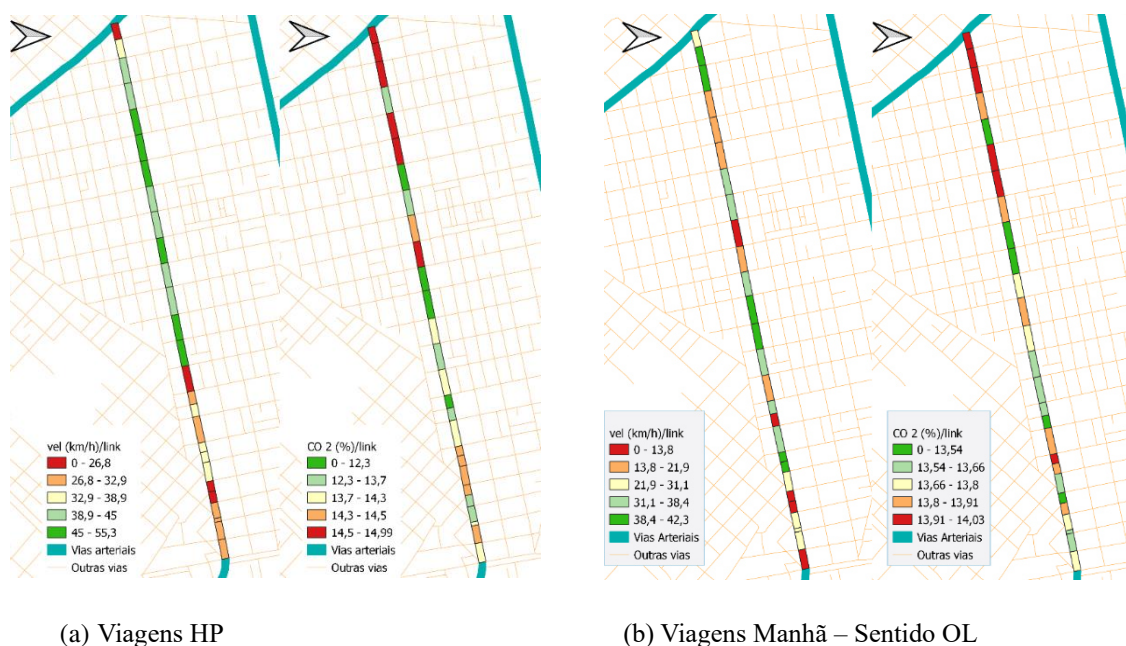 vel (km/h)/link
0 - 26,8
26,8 - 32,9
32,9 - 38,9
38,9 - 45
45 - 55,3
Vias arteriais
Outras vias
CO 2 (%)/link
0 - 12,3
12,3 - 13,7
13,7 - 14,3
14,3 - 14,5
14,5 - 14,99
Vias arteriais
Outras vias
vel (km/h)/link
0 - 13,8
13,8 - 21,9
21,9 - 31,1
31,1 - 38,4
38,4 - 42,3
Vias Arteriais
Outras vias
CO 2 (%)/link
0 - 13,54
13,54 - 13,66
13,66 - 13,8
13,8 - 13,91
13,91 - 14,03
Vias Arteriais
Outras vias
(a) Viagens HP
(b) Viagens Manhã – Sentido OL